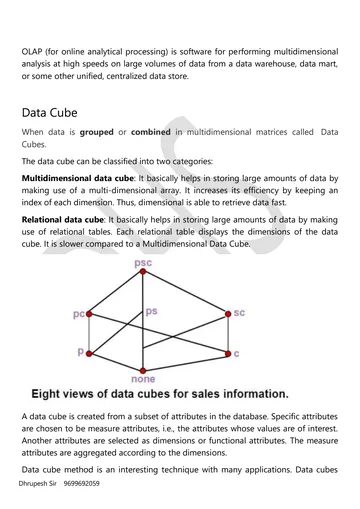 OLAP (for online analytical processing) is software for performing multidimensional
analysis at high speeds on large volumes of data from a data warehouse, data mart,
or some other unified, centralized data store.
Data Cube
When data is grouped or combined in multidimensional matrices called Data
Cubes.
The data cube can be classified into two categories:
Multidimensional data cube: It basically helps in storing large amounts of data by
making use of a multi-dimensional array. It increases its efficiency by keeping an
index of each dimension. Thus, dimensional is able to retrieve data fast.
Relational data cube: It basically helps in storing large amounts of data by making
use of relational tables. Each relational table displays the dimensions of the data
cube. It is slower compared to a Multidimensional Data Cube.
psc
pc ps sc
p c
none
Eight views of data cubes for sales information.
A data cube is created from a subset of attributes in the database. Specific attributes
are chosen to be measure attributes, i.e., the attributes whose values are of interest.
Another attributes are selected as dimensions or functional attributes. The measure
attributes are aggregated according to the dimensions.
Data cube method is an interesting technique with many applications. Data cubes
Dhrupesh Sir 9699692059